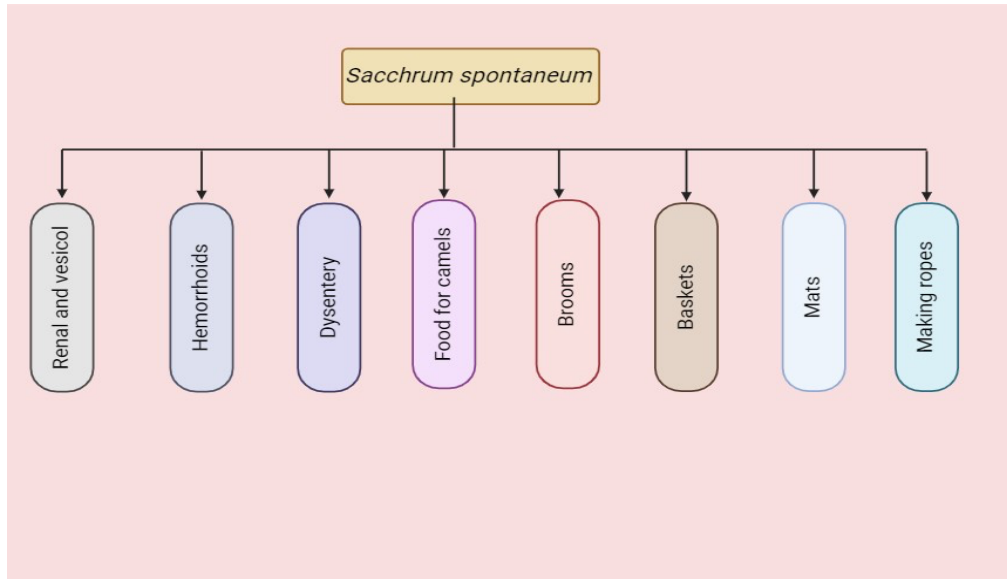 Sacchrum spontaneum
Renal and vesicol
Hemorrhoids
Dysentery
Food for camels
Brooms
Baskets
Mats
Making ropes